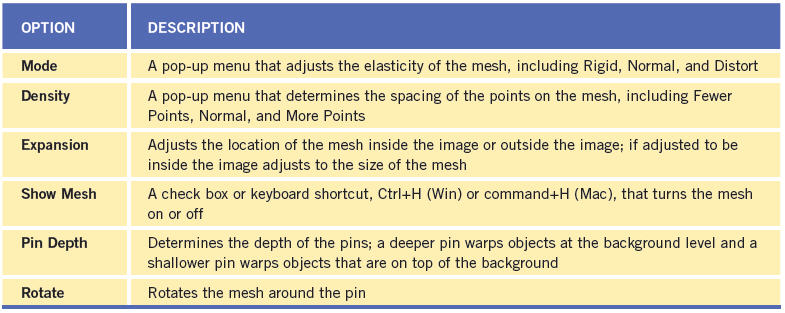 OPTION DESCRIPTION
Mode A pop-up menu that adjusts the elasticity of the mesh, including Rigid, Normal, and Distort
Density A pop-up menu that determines the spacing of the points on the mesh, including Fewer
Points, Normal, and More Points
Expansion Adjusts the location of the mesh inside the image or outside the image; if adjusted to be
inside the image adjusts to the size of the mesh
Show Mesh A check box or keyboard shortcut, Ctrl+H (Win) or command+H (Mac), that turns the mesh
on or off
Pin Depth Determines the depth of the pins; a deeper pin warps objects at the background level and a
shallower pin warps objects that are on top of the background
Rotate Rotates the mesh around the pin